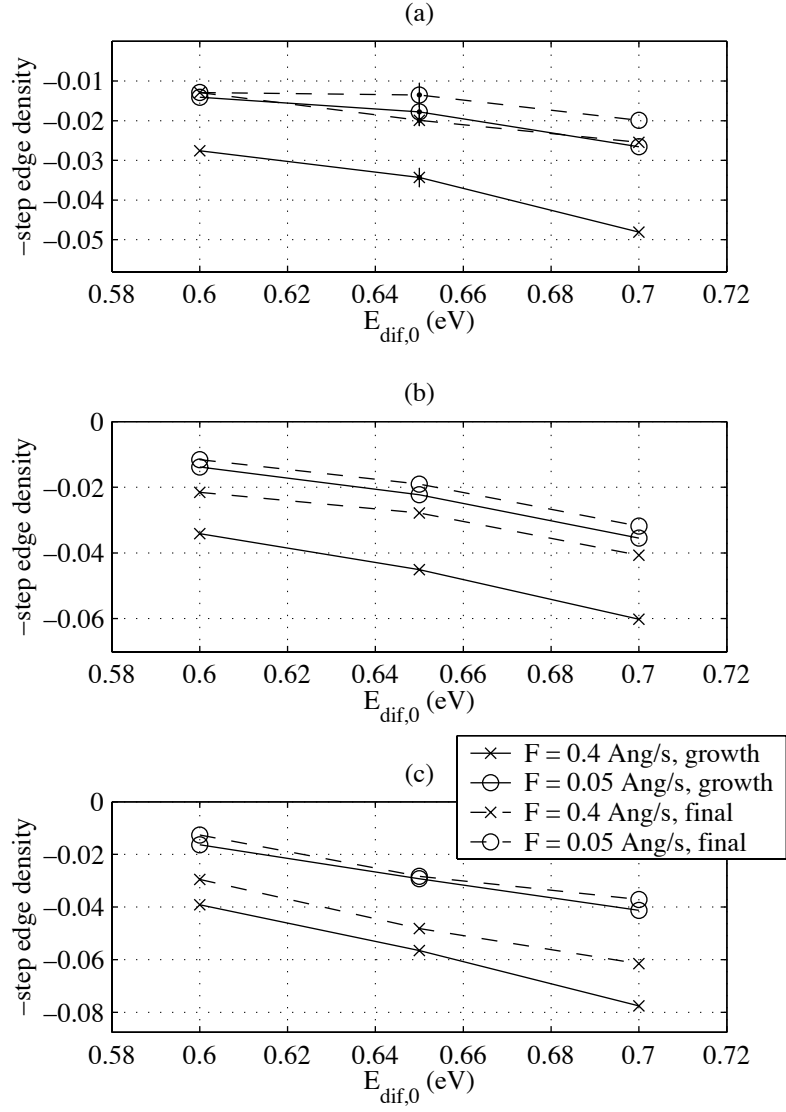 (a)
−0.01
−0.02
−0.03
−0.04
−0.05
−step edge density
0.58 0.6 0.62 0.64 0.66 0.68 0.7 0.72
E_dif,0 (eV)
(b)
0
−0.02
−0.04
−0.06
−step edge density
0.58 0.6 0.62 0.64 0.66 0.68 0.7 0.72
E_dif,0 (eV)
F = 0.4 Ang/s, growth
F = 0.05 Ang/s, growth
F = 0.4 Ang/s, final
F = 0.05 Ang/s, final
(c)
0
−0.02
−0.04
−0.06
−0.08
−step edge density
0.58 0.6 0.62 0.64 0.66 0.68 0.7 0.72
E_dif,0 (eV)